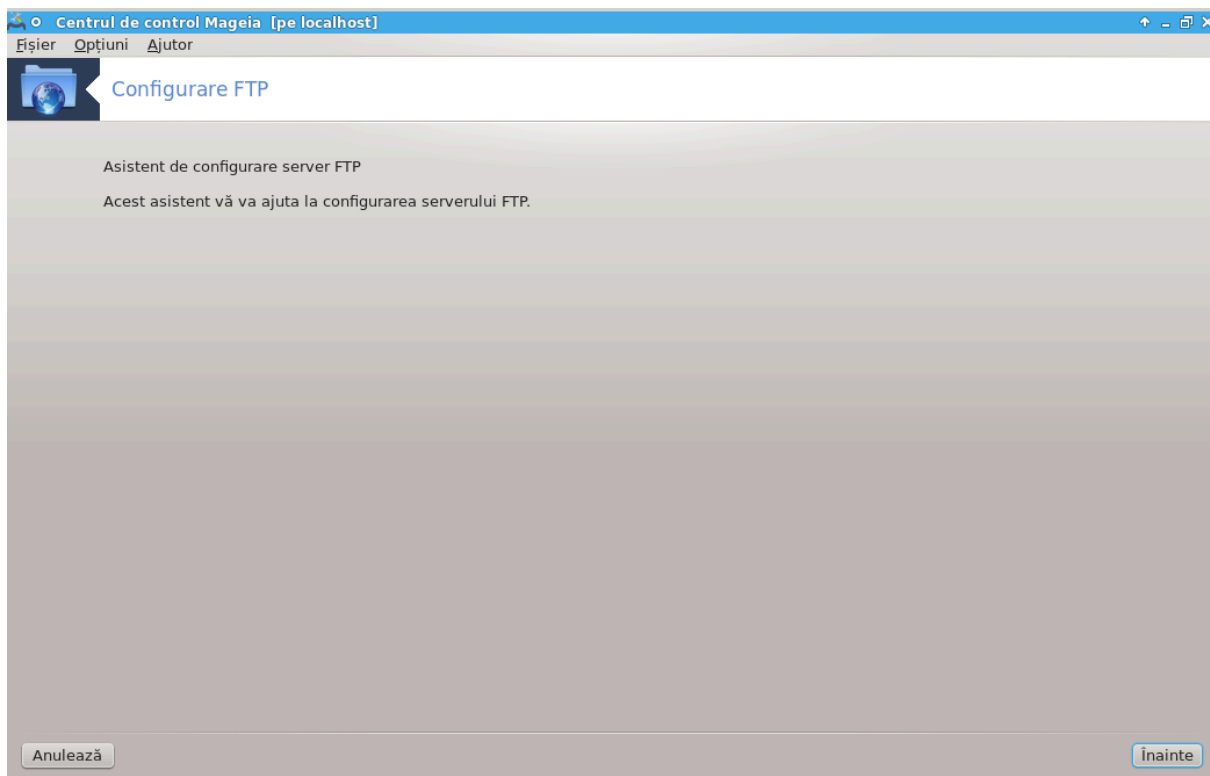 Centrul de control Mageia [pe localhost]
Fișier Opțiuni Ajutor
Configurare FTP
Asistent de configurare server FTP
Acest asistent vă va ajuta la configurarea serverului FTP.
Anulează Înainte